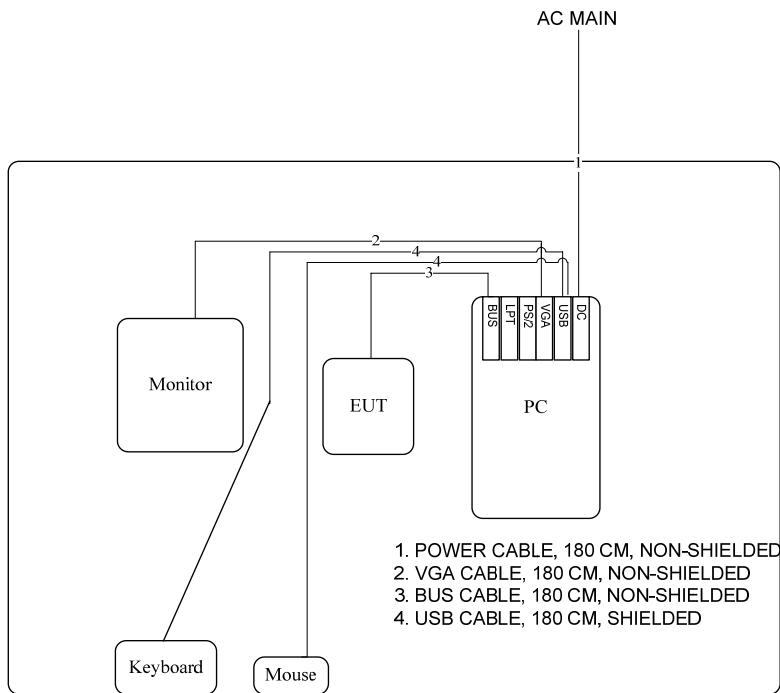 AC MAIN
1
2
4
4
3
BUS
LPT
PS/2
VGA
USB
DC
Monitor
EUT
PC
1. POWER CABLE, 180 CM, NON-SHIELDED
2. VGA CABLE, 180 CM, NON-SHIELDED
3. BUS CABLE, 180 CM, NON-SHIELDED
4. USB CABLE, 180 CM, SHIELDED
Keyboard
Mouse